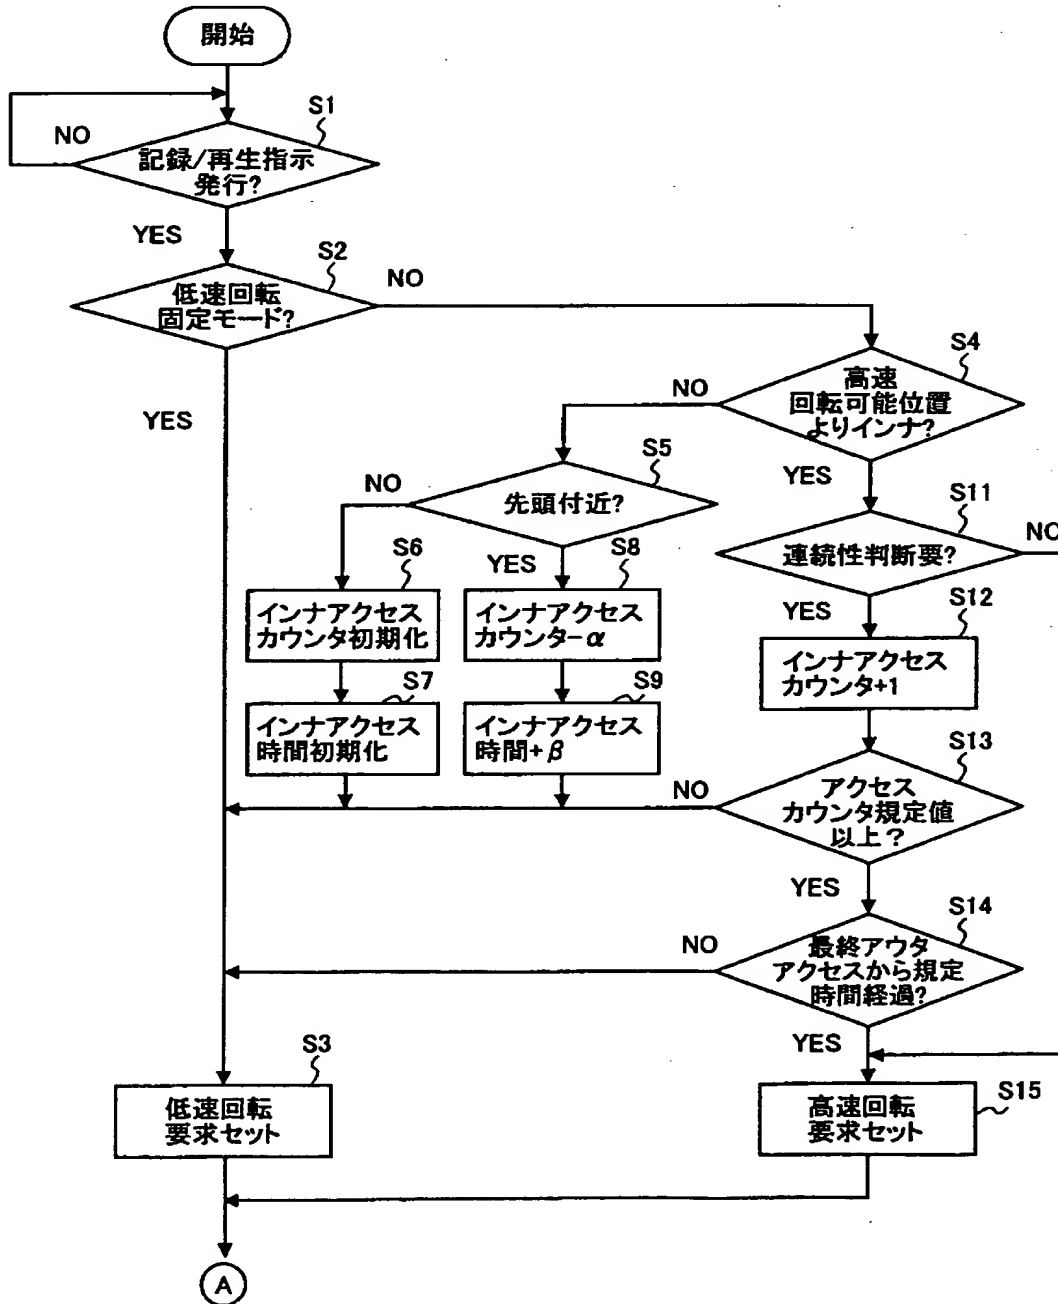 開始
S1
NO
記録/再生指示
発行?
YES
S2
NO
低速回転
固定モード?
YES
S4
NO
高速
回転可能位置
よりインナ?
YES
S5
NO
先頭付近?
YES
S11
NO
連続性判断要?
YES
S6
インナアクセス
カウンタ初期化
S8
インナアクセス
カウンター α
S12
インナアクセス
カウンタ+1
S7
インナアクセス
時間初期化
S9
インナアクセス
時間+β
S13
NO
アクセス
カウンタ規定値
以上?
YES
S14
NO
最終アウタ
アクセスから規定
時間経過?
YES
S3
低速回転
要求セット
S15
高速回転
要求セット
A